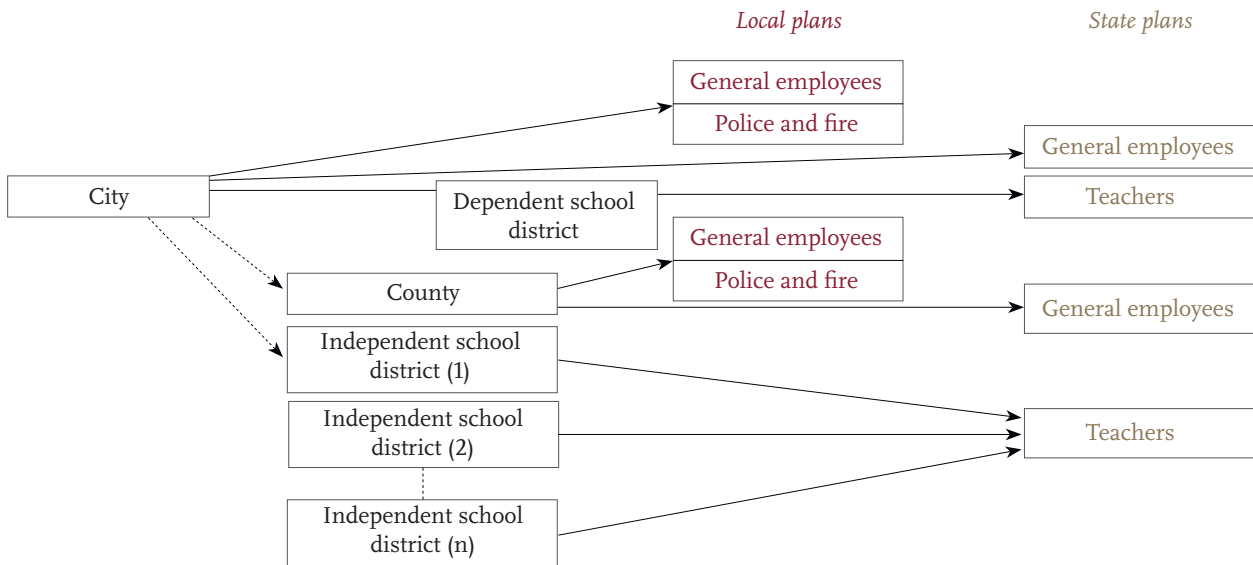 Local plans
State plans
General employees
Police and fire
General employees
City
Dependent school
district
Teachers
General employees
Police and fire
County
General employees
Independent school
district (1)
Independent school
district (2)
Teachers
Independent school
district (n)